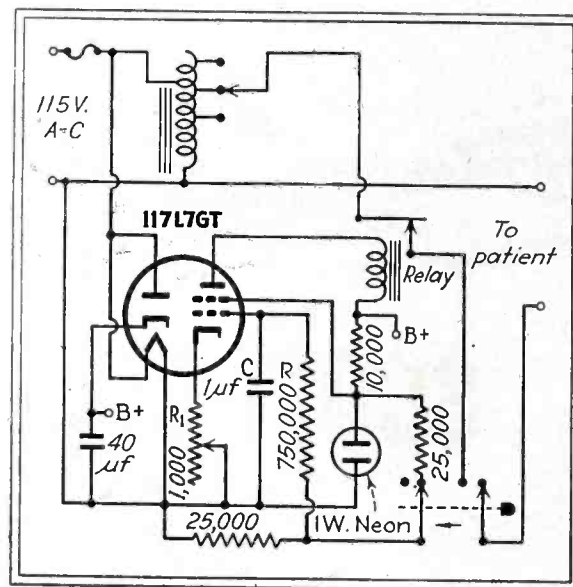 115V.
A=C
117L7GT
To
patient
Relay
B+
10,000
C
1µf
R
750,000
B+
40
µf
R1
1,000
25,000
25,000
1W. Neon